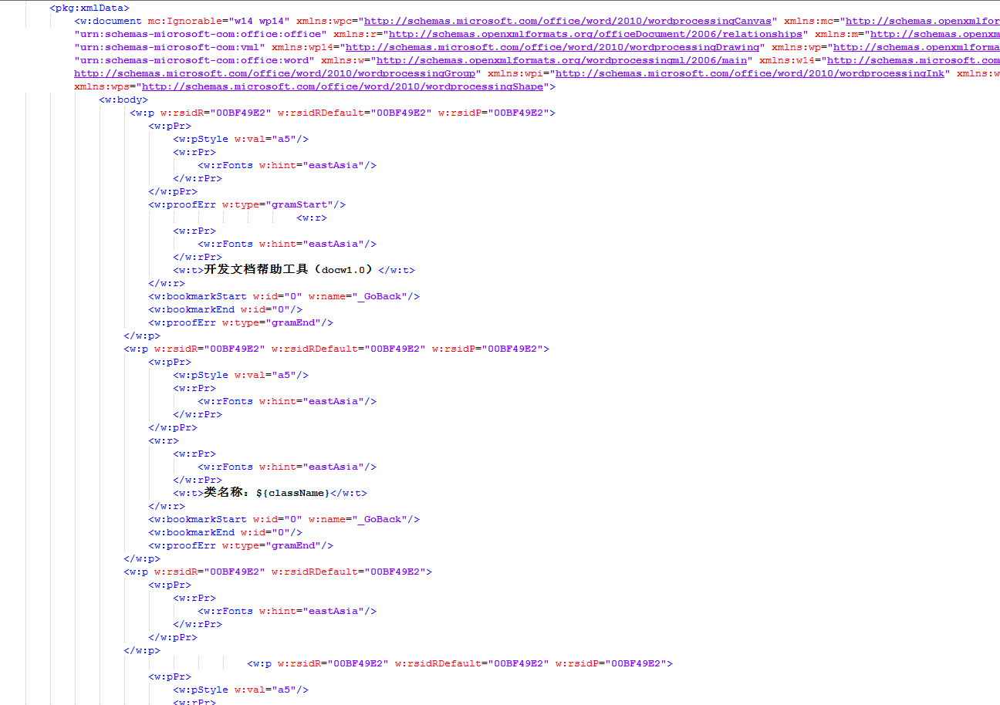 <pkg:xmlData>
<w:document mc:Ignorable="w14 wp14" xmlns:wpc="http://schemas.microsoft.com/office/word/2010/wordprocessingCanvas" xmlns:mc="http://schemas.openxmlfor
"urn:schemas-microsoft-com:office:office" xmlns:r="http://schemas.openxmlformats.org/officeDocument/2006/relationships" xmlns:m="http://schemas.openxm
"urn:schemas-microsoft-com:vml" xmlns:wp14="http://schemas.microsoft.com/office/word/2010/wordprocessingDrawing" xmlns:wp="http://schemas.openxmlforma
"urn:schemas-microsoft-com:office:word" xmlns:w="http://schemas.openxmlformats.org/wordprocessingml/2006/main" xmlns:w14="http://schemas.microsoft.com
http://schemas.microsoft.com/office/word/2010/wordprocessingGroup" xmlns:wpi="http://schemas.microsoft.com/office/word/2010/wordprocessingInk" xmlns:w
xmlns:wps="http://schemas.microsoft.com/office/word/2010/wordprocessingShape">
<w:body>
<w:p w:rsidR="00BF49E2" w:rsidRDefault="00BF49E2" w:rsidP="00BF49E2">
<w:pPr>
<w:pStyle w:val="a5"/>
<w:rPr>
<w:rFonts w:hint="eastAsia"/>
</w:rPr>
</w:pPr>
<w:proofErr w:type="gramStart"/>
<w:r>
<w:rPr>
<w:rFonts w:hint="eastAsia"/>
</w:rPr>
<w:t>开发文档帮助工具（docw1.0）</w:t>
</w:r>
<w:bookmarkStart w:id="0" w:name="_GoBack"/>
<w:bookmarkEnd w:id="0"/>
<w:proofErr w:type="gramEnd"/>
</w:p>
<w:p w:rsidR="00BF49E2" w:rsidRDefault="00BF49E2" w:rsidP="00BF49E2">
<w:pPr>
<w:pStyle w:val="a5"/>
<w:rPr>
<w:rFonts w:hint="eastAsia"/>
</w:rPr>
</w:pPr>
<w:r>
<w:rPr>
<w:rFonts w:hint="eastAsia"/>
</w:rPr>
<w:t>类名称：${className}</w:t>
</w:r>
<w:bookmarkStart w:id="0" w:name="_GoBack"/>
<w:bookmarkEnd w:id="0"/>
<w:proofErr w:type="gramEnd"/>
</w:p>
<w:p w:rsidR="00BF49E2" w:rsidRDefault="00BF49E2">
<w:pPr>
<w:rPr>
<w:rFonts w:hint="eastAsia"/>
</w:rPr>
</w:pPr>
</w:p>
<w:p w:rsidR="00BF49E2" w:rsidRDefault="00BF49E2" w:rsidP="00BF49E2">
<w:pPr>
<w:pStyle w:val="a5"/>
<w:rPr>